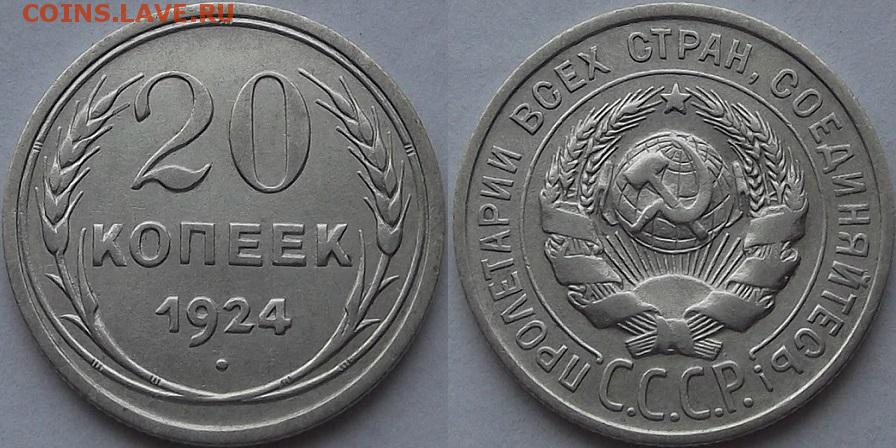 COINS.LAVE.RU
20
КОПЕЕК
1924
ПРОЛЕТАРИИ ВСЕХ СТРАН, СОЕДИНЯЙТЕСЬ!
С.С.С.Р.